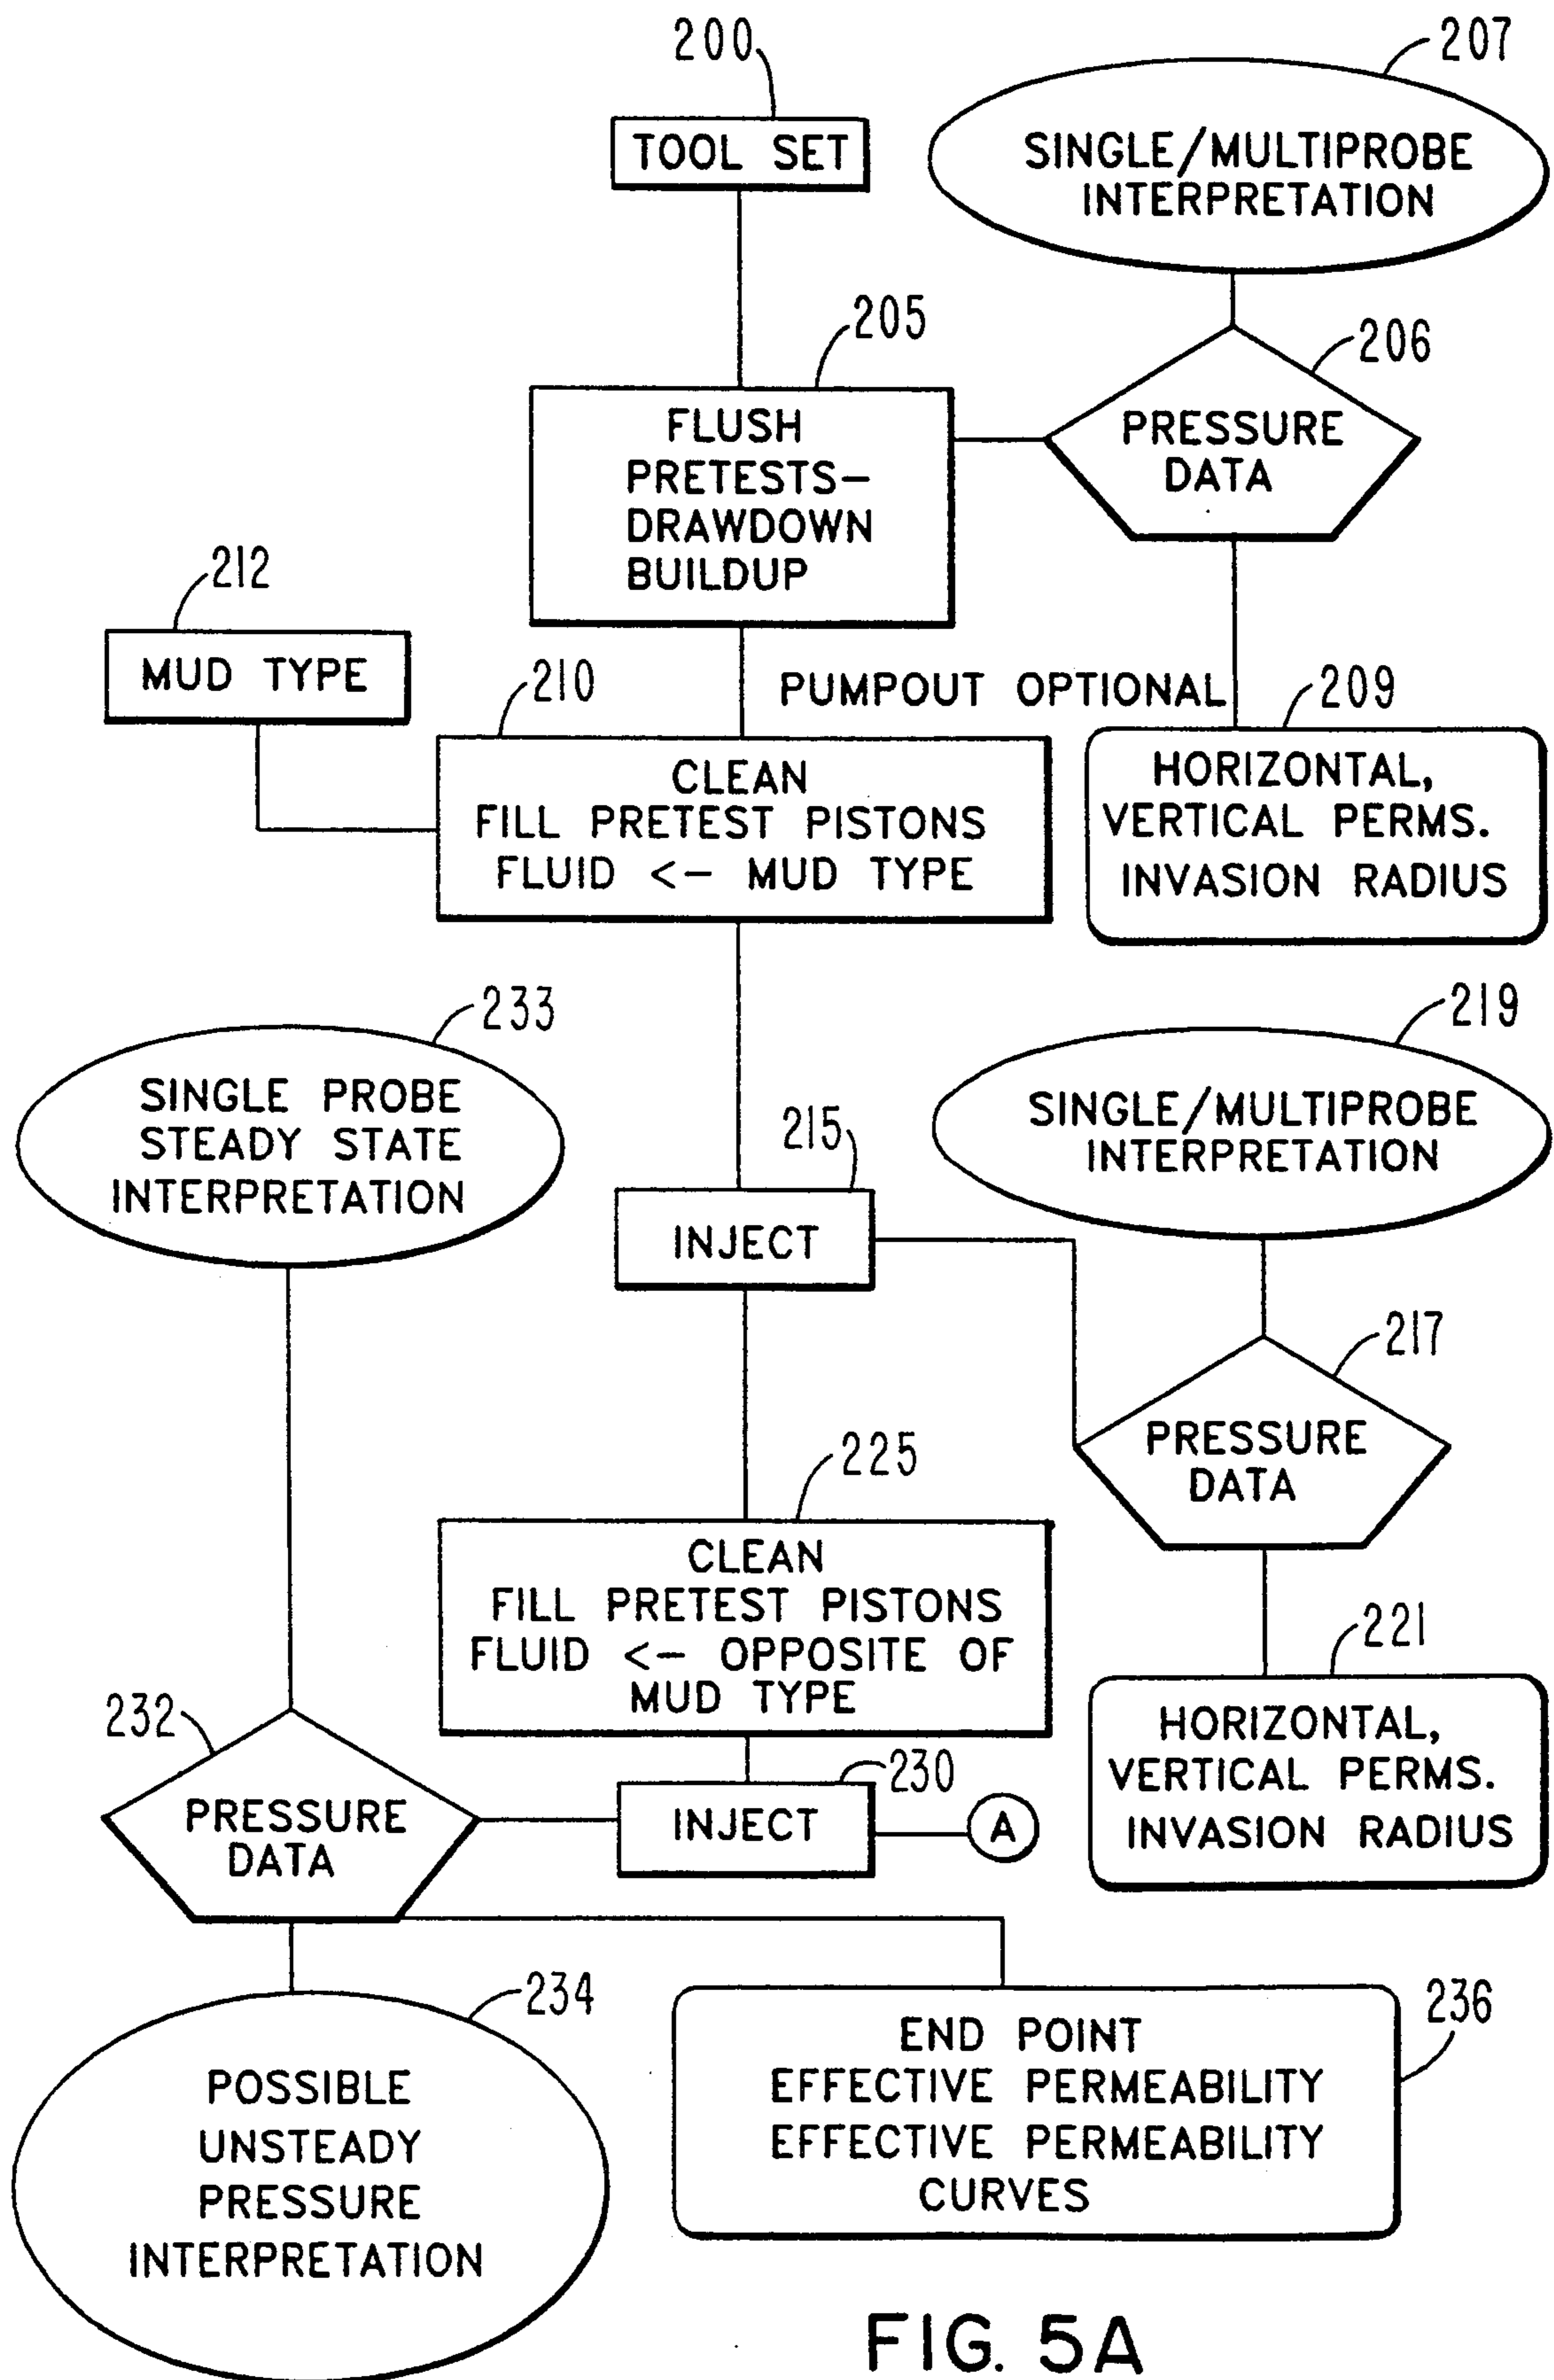 200
207
TOOL SET
SINGLE/MULTIPROBE
INTERPRETATION
205
206
FLUSH
PRETESTS-
DRAWDOWN
BUILDUP
PRESSURE
DATA
212
MUD TYPE
210
PUMPOUT OPTIONAL
209
CLEAN
FILL PRETEST PISTONS
FLUID <- MUD TYPE
HORIZONTAL,
VERTICAL PERMS.
INVASION RADIUS
233
219
SINGLE PROBE
STEADY STATE
INTERPRETATION
SINGLE/MULTIPROBE
INTERPRETATION
215
INJECT
217
PRESSURE
DATA
225
CLEAN
FILL PRETEST PISTONS
FLUID <- OPPOSITE OF
MUD TYPE
221
HORIZONTAL,
VERTICAL PERMS.
INVASION RADIUS
232
PRESSURE
DATA
230
INJECT
A
234
POSSIBLE
UNSTEADY
PRESSURE
INTERPRETATION
236
END POINT
EFFECTIVE PERMEABILITY
EFFECTIVE PERMEABILITY
CURVES
FIG. 5A